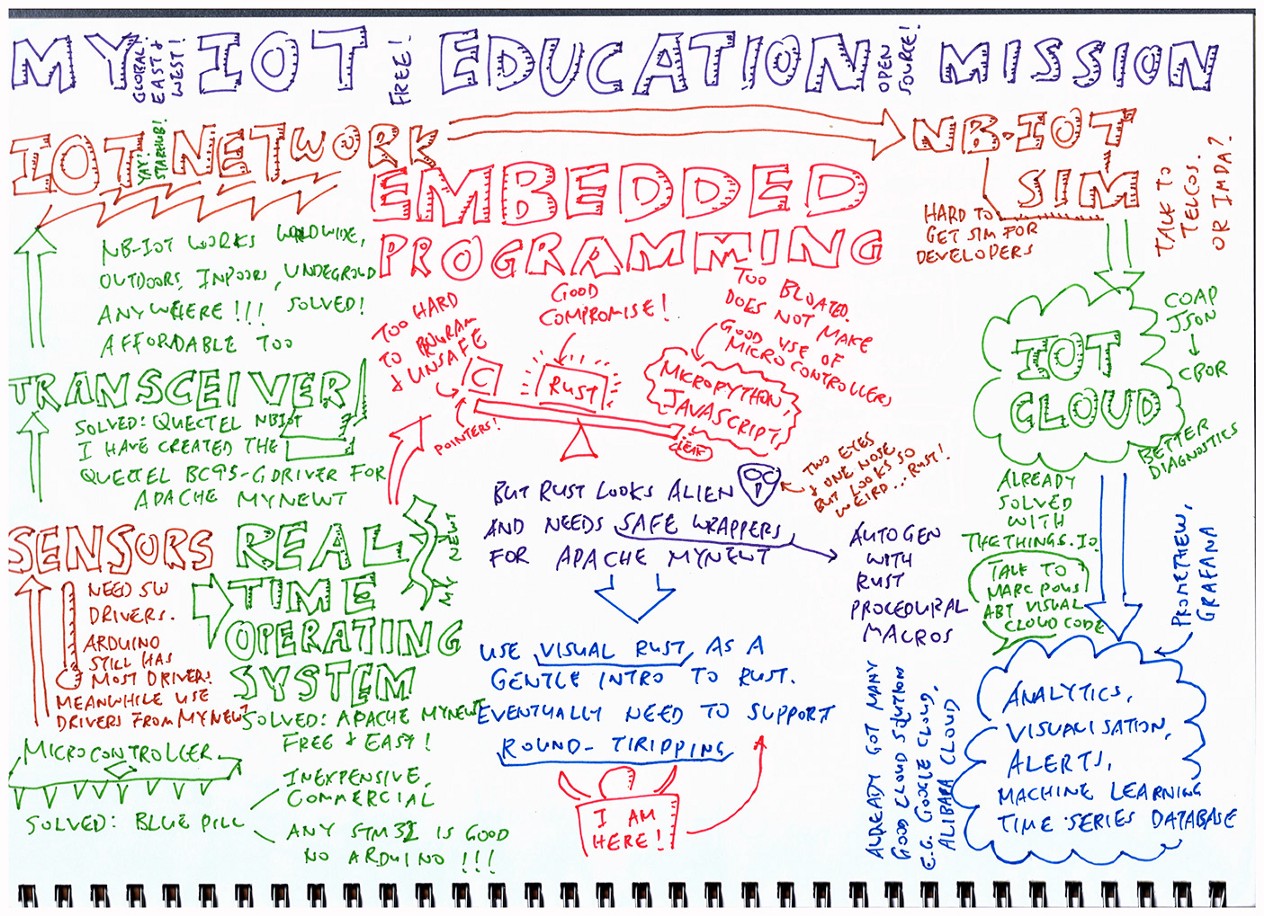 MY IOT EDUCATION MISSION
GLOBAL!
EAST &
WEST!
FREE!
OPEN
SOURCE!
IOT NETWORK
YAY!
STARHUB!
NB-IOT WORKS WORLDWIDE,
OUTDOORS, INDOORS, UNDEGROUD
ANYWHERE!!! SOLVED!
AFFORDABLE TOO
TRANSCEIVER
SOLVED: QUECTEL NBIOT
I HAVE CREATED THE
QUECTEL BC95-G DRIVER FOR
APACHE MYNEWT
SENSORS
NEED SW
DRIVERS.
ARDUINO
STILL HAS
MOST DRIVERS
MEANWHILE USE
DRIVERS FROM MYNEWT
REAL
TIME
OPERATING
SYSTEM
MY NEWT
SOLVED: APACHE MYNEWT
FREE & EASY!
MICROCONTROLLER
SOLVED: BLUE PILL
INEXPENSIVE,
COMMERCIAL
ANY STM32 IS GOOD
NO ARDUINO!!!
EMBEDDED
PROGRAMMING
TOO HARD
TO PROGRAM
& UNSAFE
C
POINTERS!
GOOD
COMPROMISE!
RUST
TOO BLOATED.
DOES NOT MAKE
GOOD USE OF
MICROCONTROLLERS
MICROPYTHON,
JAVASCRIPT
BUT RUST LOOKS ALIEN
AND NEEDS SAFE WRAPPERS
FOR APACHE MYNEWT
TWO EYES
& ONE NOSE
BUT LOOKS SO
WEIRD... RUST!
AUTOGEN
WITH
RUST
PROCEDURAL
MACROS
USE VISUAL RUST AS A
GENTLE INTRO TO RUST.
EVENTUALLY NEED TO SUPPORT
ROUND-TIRIPPING
I AM
HERE!
NB-IOT
SIM
HARD TO
GET SIM FOR
DEVELOPERS
TALK TO
TELCOS.
OR IMDA?
IOT
CLOUD
COAP
JSON
CBOR
BETTER
DIAGNOSTICS
ALREADY
SOLVED
WITH
THETHINGS.IO
TALK TO
MARC POUS
ABT VISUAL
CLOUD CODE
PROMETHEW,
GRAFANA
ANALYTICS,
VISUALISATION,
ALERTS,
MACHINE LEARNING
TIME SERIES DATABASE
ALREADY GOT MANY
GOOD CLOUD SOLUTION
E.G. GOOGLE CLOUD,
ALIBABA CLOUD